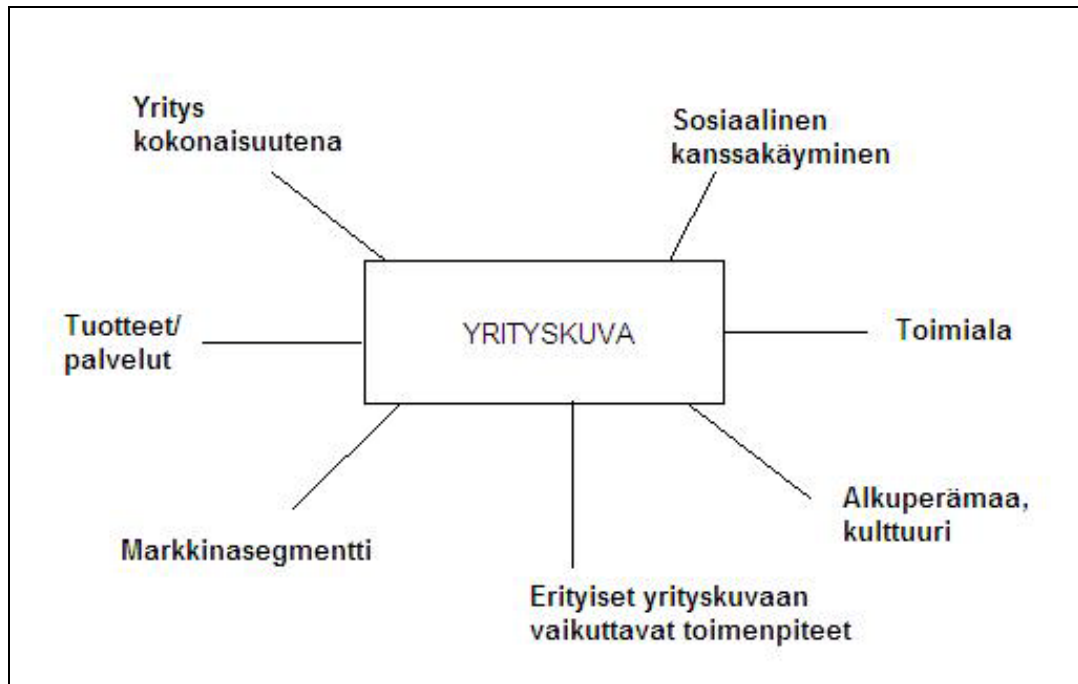 Yritys
kokonaisuutena
Sosiaalinen
kanssakäyminen
Tuotteet/
palvelut
YRITYSKUVA
Toimiala
Markkinasegmentti
Alkuperämaa,
kulttuuri
Erityiset yrityskuvaan
vaikuttavat toimenpiteet